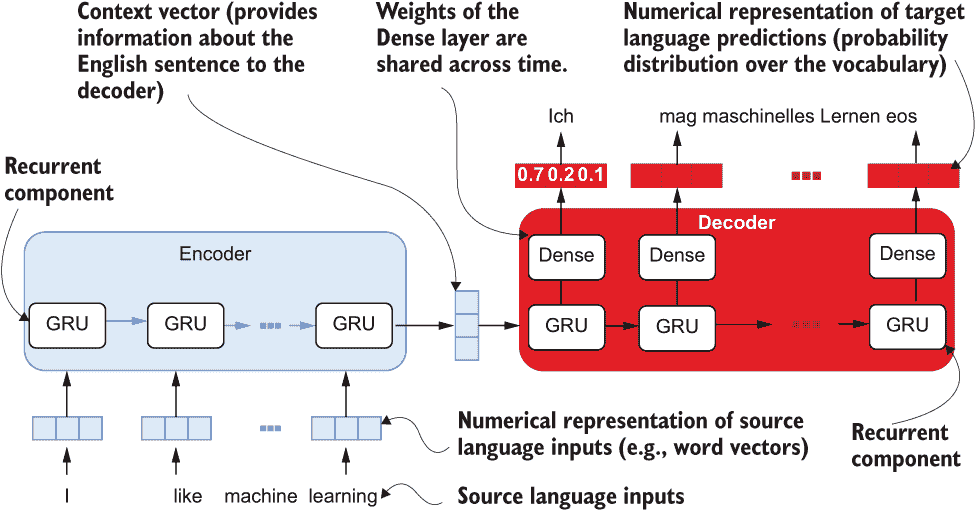 Context vector (provides
information about the
English sentence to the
decoder)
Weights of the
Dense layer are
shared across time.
Numerical representation of target
language predictions (probability
distribution over the vocabulary)
Ich
mag maschinelles Lernen eos
Recurrent
component
0.7 0.2 0.1
Decoder
Encoder
Dense
Dense
Dense
GRU
GRU
GRU
GRU
GRU
GRU
Numerical representation of source
language inputs (e.g., word vectors)
Recurrent
component
I like machine learning
Source language inputs